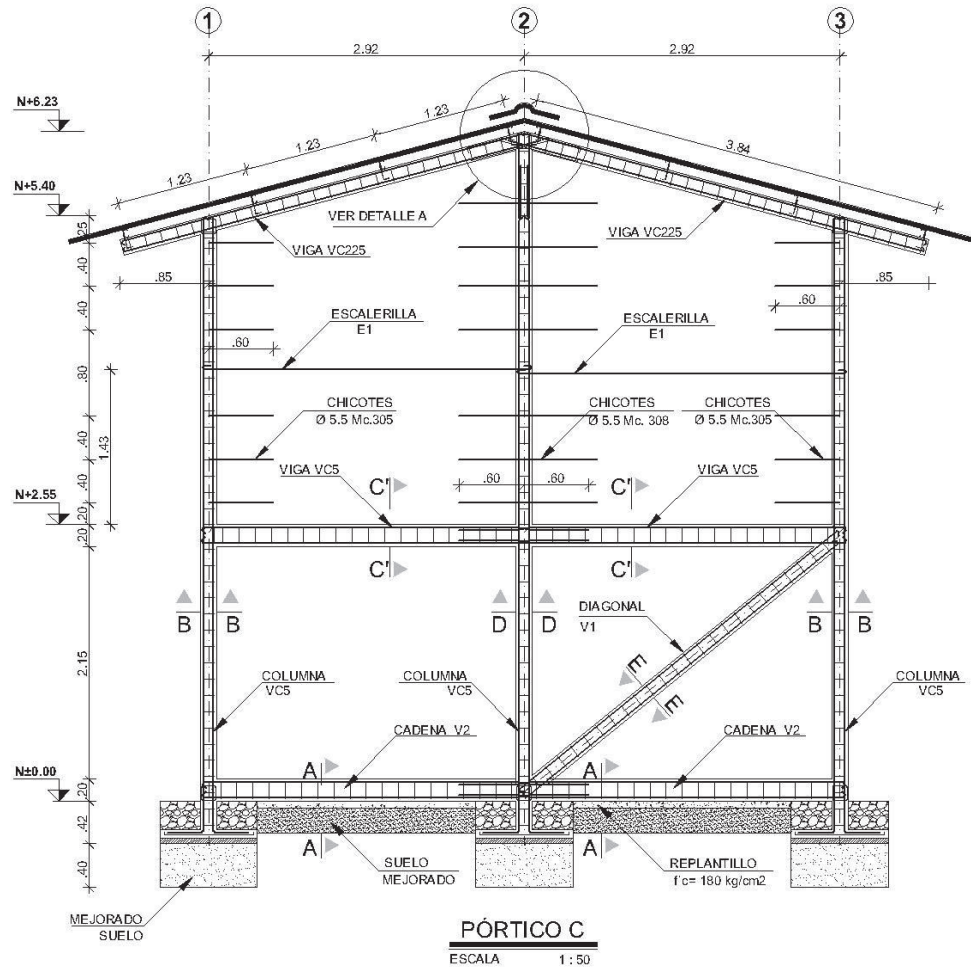 1
2
3
2.92
2.92
N+6.23
1.23
1.23
1.23
3.84
N+5.40
VER DETALLE A
VIGA VC225
VIGA VC225
.25
.40
.85
.85
.40
.60
ESCALERILLA
E1
ESCALERILLA
E1
.60
.80
1.43
CHICOTES
Ø 5.5 Mc.305
CHICOTES
Ø 5.5 Mc. 308
CHICOTES
Ø 5.5 Mc.305
.40
.40
VIGA VC5
C'
.60
.60
C'
VIGA VC5
N+2.55
.20
.20
C'
C'
B
B
D
D
B
B
DIAGONAL
V1
E
E
2.15
COLUMNA
VC5
COLUMNA
VC5
COLUMNA
VC5
CADENA V2
CADENA V2
N±0.00
A
A
.20
.42
A
A
SUELO
MEJORADO
REPLANTILLO
f'c= 180 kg/cm2
.40
MEJORADO
SUELO
PÓRTICO C
ESCALA 1 : 50